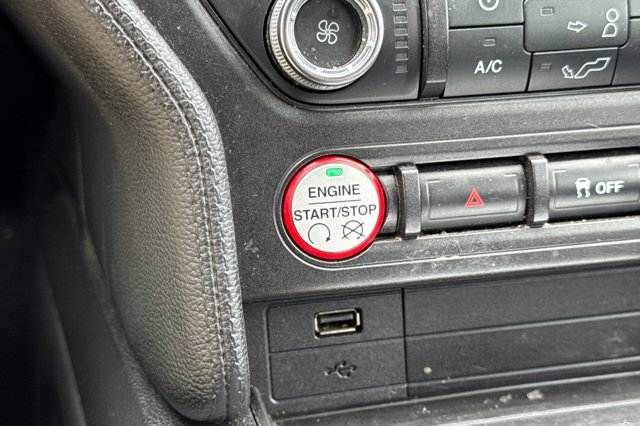 A/C
ENGINE
START/STOP
OFF